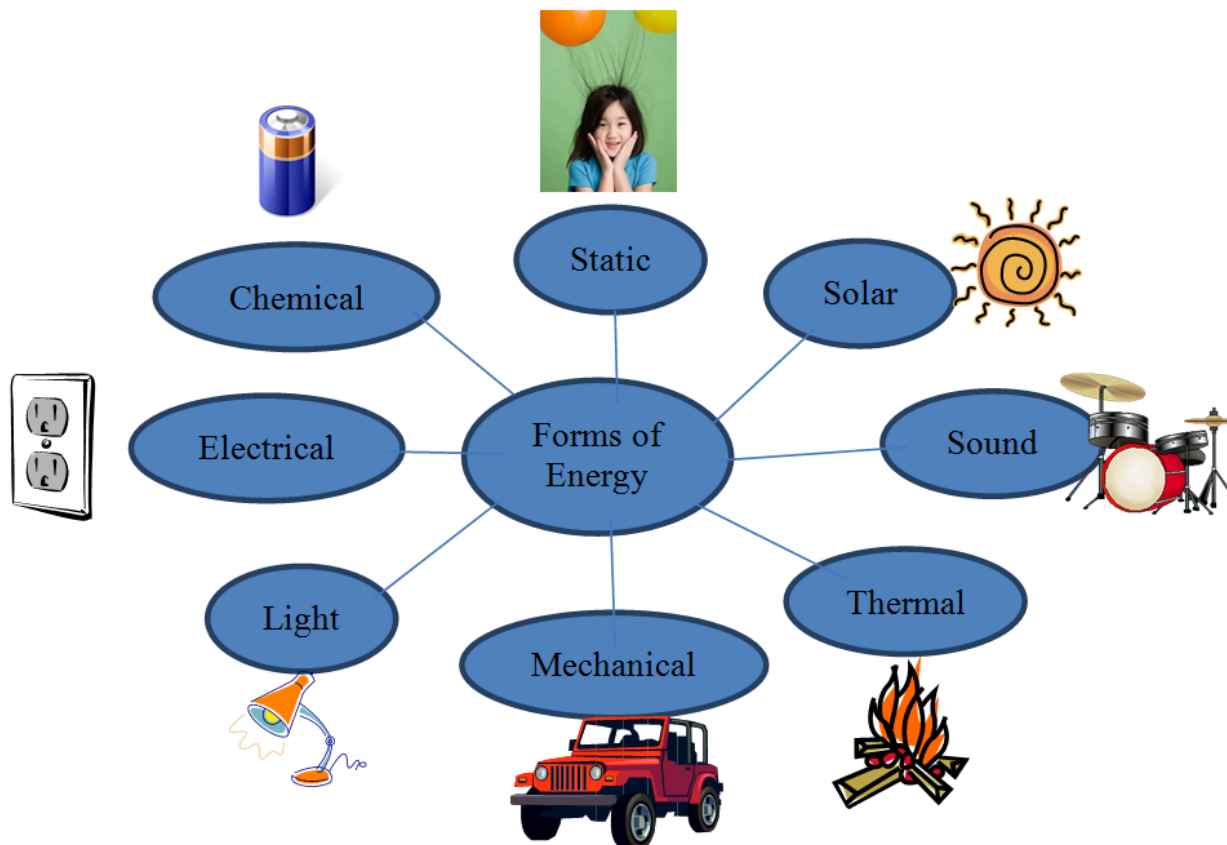 Static
Chemical
Solar
Electrical
Forms of
Energy
Sound
Light
Thermal
Mechanical